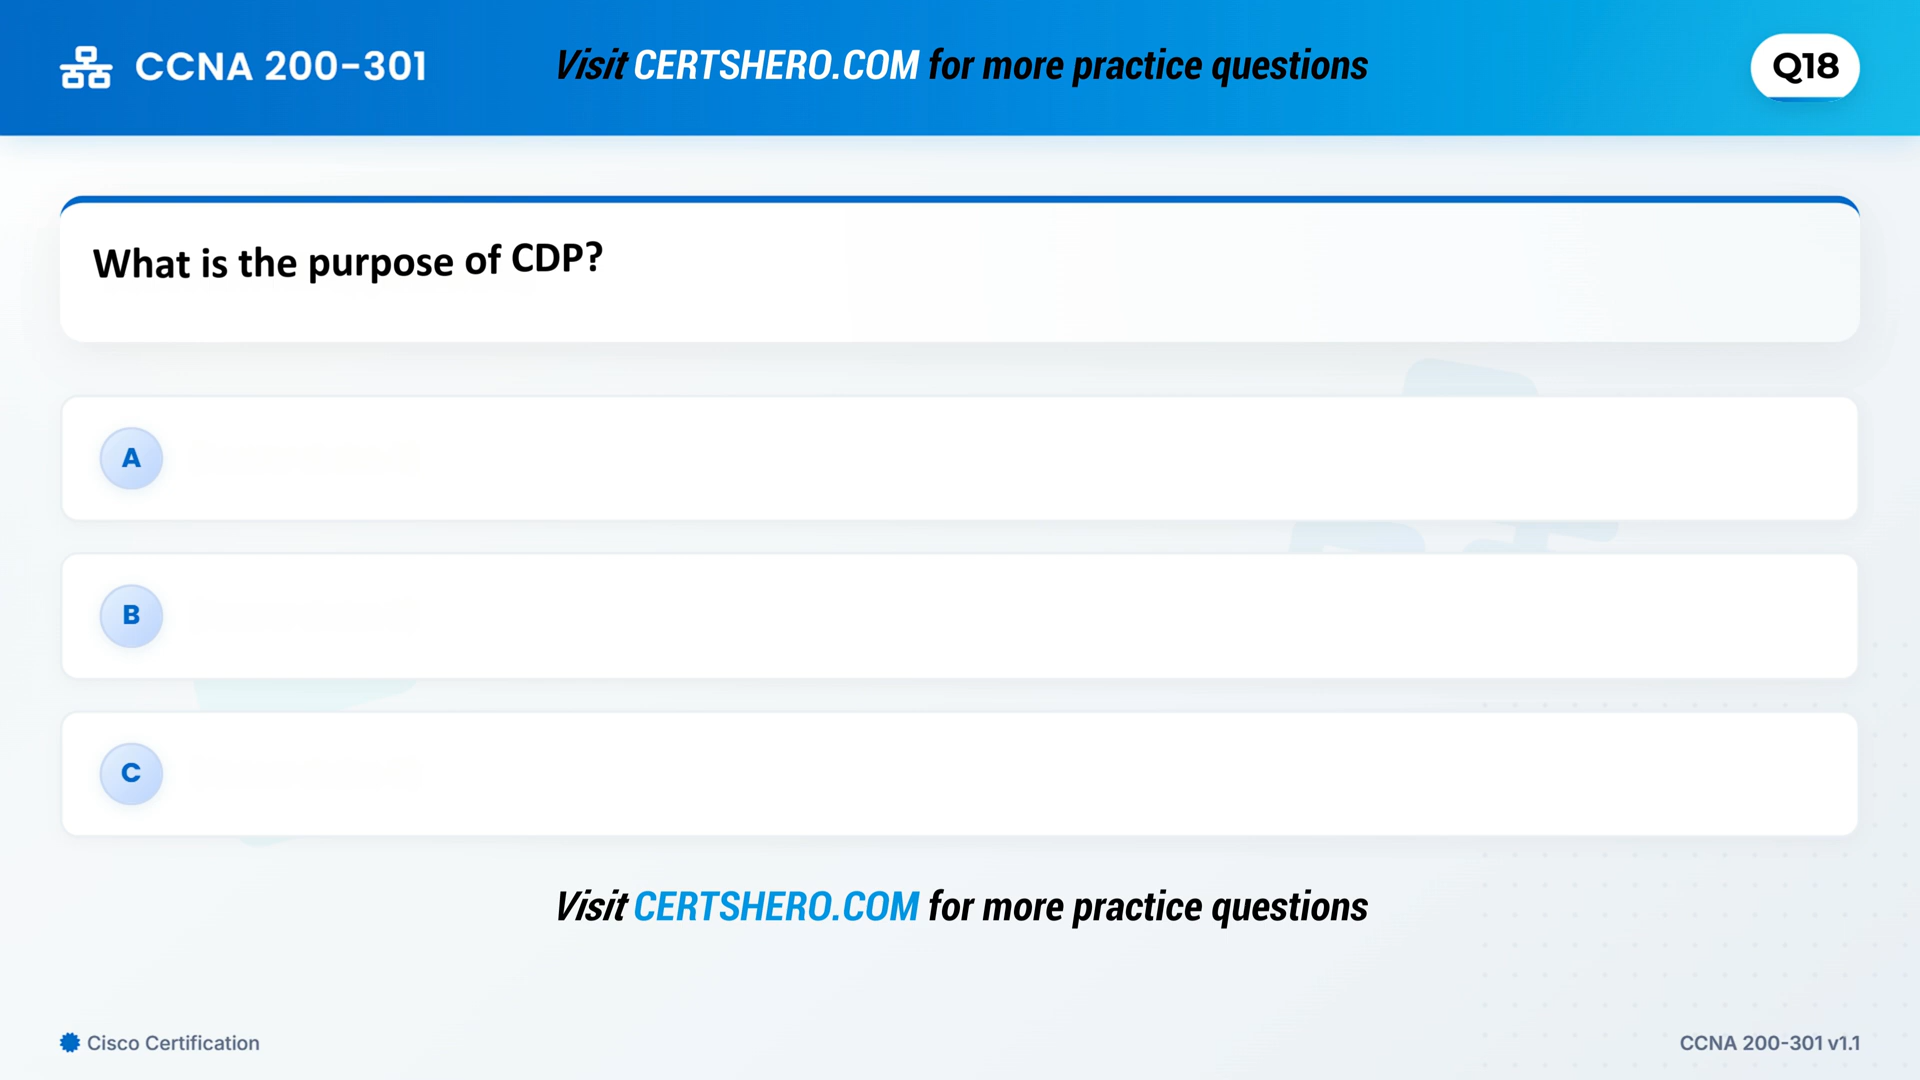 CCNA 200-301
Visit CERTSHERO.COM for more practice questions
Q18
What is the purpose of CDP?
A
B
C
Visit CERTSHERO.COM for more practice questions
Cisco Certification
CCNA 200-301 v1.1